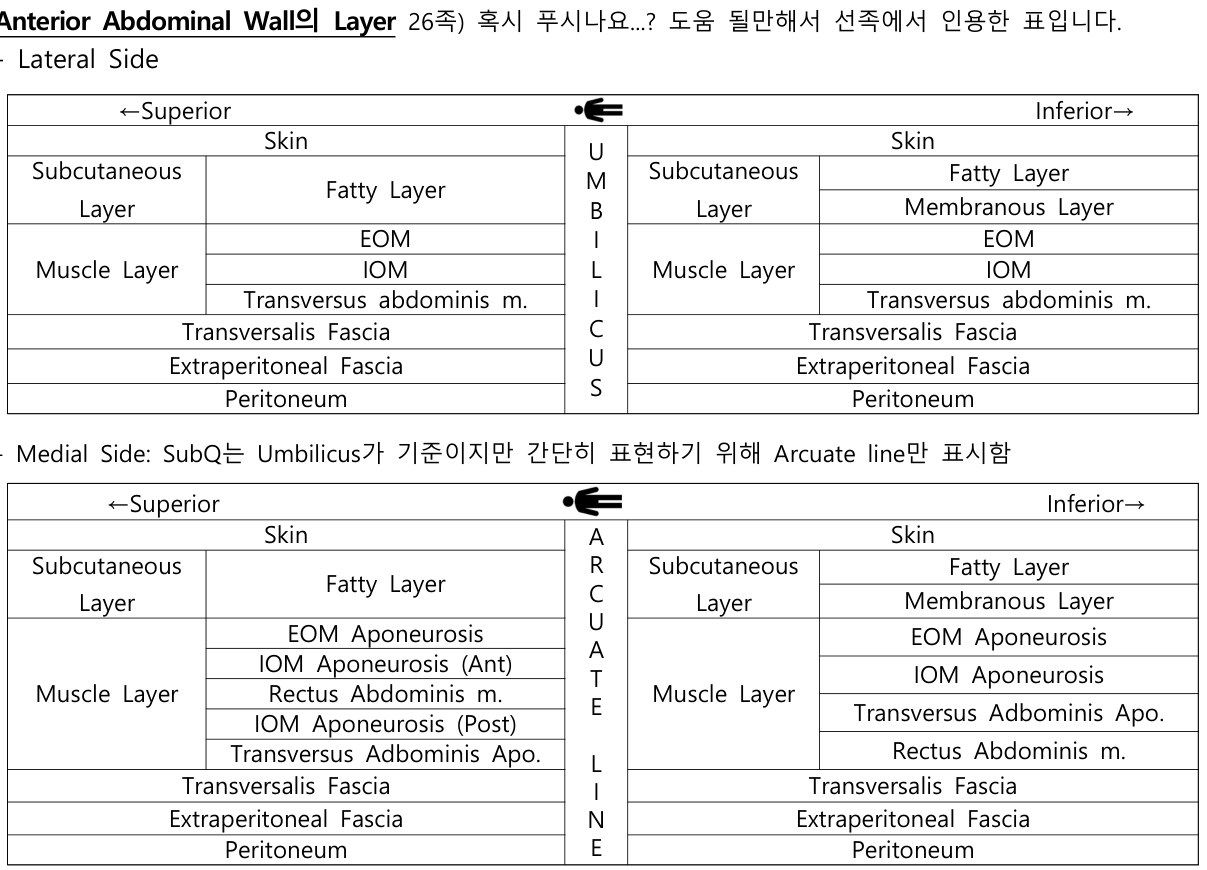 Anterior Abdominal Wall의 Layer 26족) 혹시 푸시나요...? 도움 될만해서 선족에서 인용한 표입니다.
- Lateral Side
←Superior Inferior→
Skin
Subcutaneous Layer
Fatty Layer
Muscle Layer
EOM
IOM
Transversus abdominis m.
Transversalis Fascia
Extraperitoneal Fascia
Peritoneum
UMBILICUS
Skin
Subcutaneous Layer
Fatty Layer
Membranous Layer
Muscle Layer
EOM
IOM
Transversus abdominis m.
Transversalis Fascia
Extraperitoneal Fascia
Peritoneum
- Medial Side: SubQ는 Umbilicus가 기준이지만 간단히 표현하기 위해 Arcuate line만 표시함
←Superior Inferior→
Skin
Subcutaneous Layer
Fatty Layer
Muscle Layer
EOM Aponeurosis
IOM Aponeurosis (Ant)
Rectus Abdominis m.
IOM Aponeurosis (Post)
Transversus Adbominis Apo.
Transversalis Fascia
Extraperitoneal Fascia
Peritoneum
ARCUATE LINE
Skin
Subcutaneous Layer
Fatty Layer
Membranous Layer
Muscle Layer
EOM Aponeurosis
IOM Aponeurosis
Transversus Adbominis Apo.
Rectus Abdominis m.
Transversalis Fascia
Extraperitoneal Fascia
Peritoneum